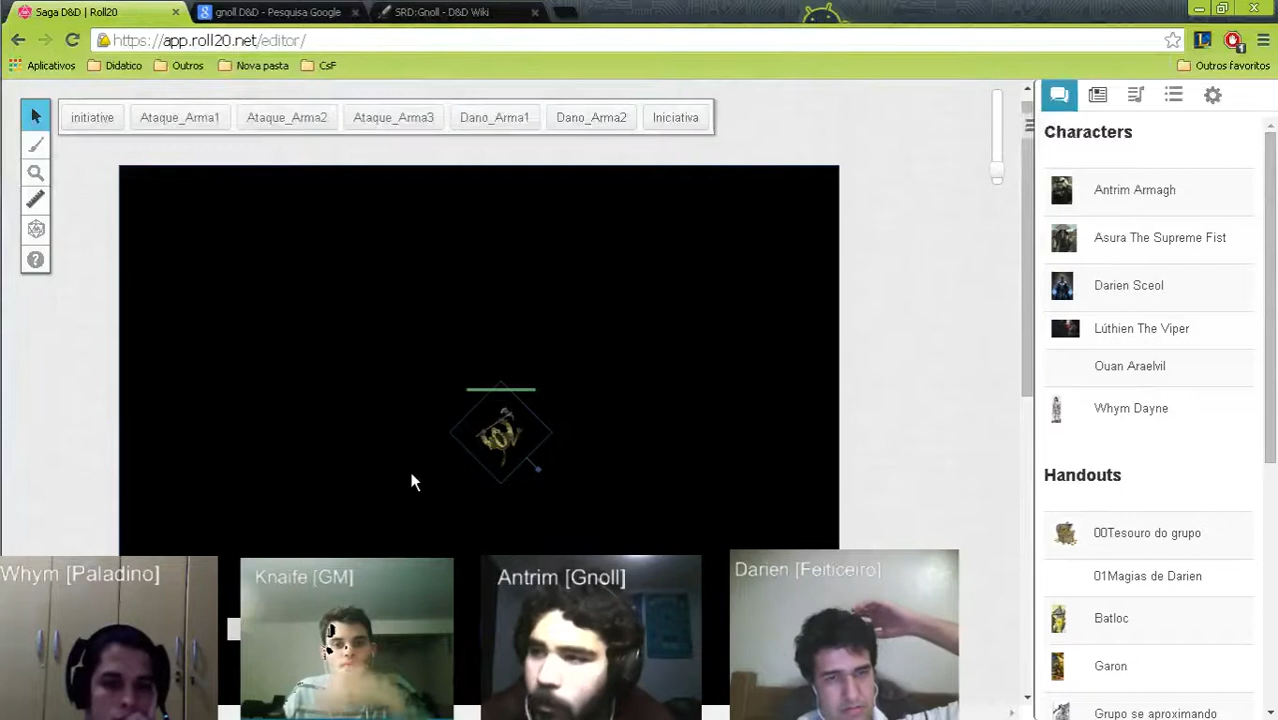 Saga D&D | Roll20
gnoll D&D - Pesquisa Google
SRD:Gnoll - D&D Wiki
https://app.roll20.net/editor/
Aplicativos
Didatico
Outros
Nova pasta
CsF
Outros favoritos
initiative
Ataque_Arma1
Ataque_Arma2
Ataque_Arma3
Dano_Arma1
Dano_Arma2
Iniciativa
Characters
Antrim Armagh
Asura The Supreme Fist
Darien Sceol
Lúthien The Viper
Ouan Araelvil
Whym Dayne
Handouts
00Tesouro do grupo
01Magias de Darien
Batloc
Garon
Grupo se aproximando
Whym [Paladino]
Knaife [GM]
Antrim [Gnoll]
Darien [Feiticeiro]